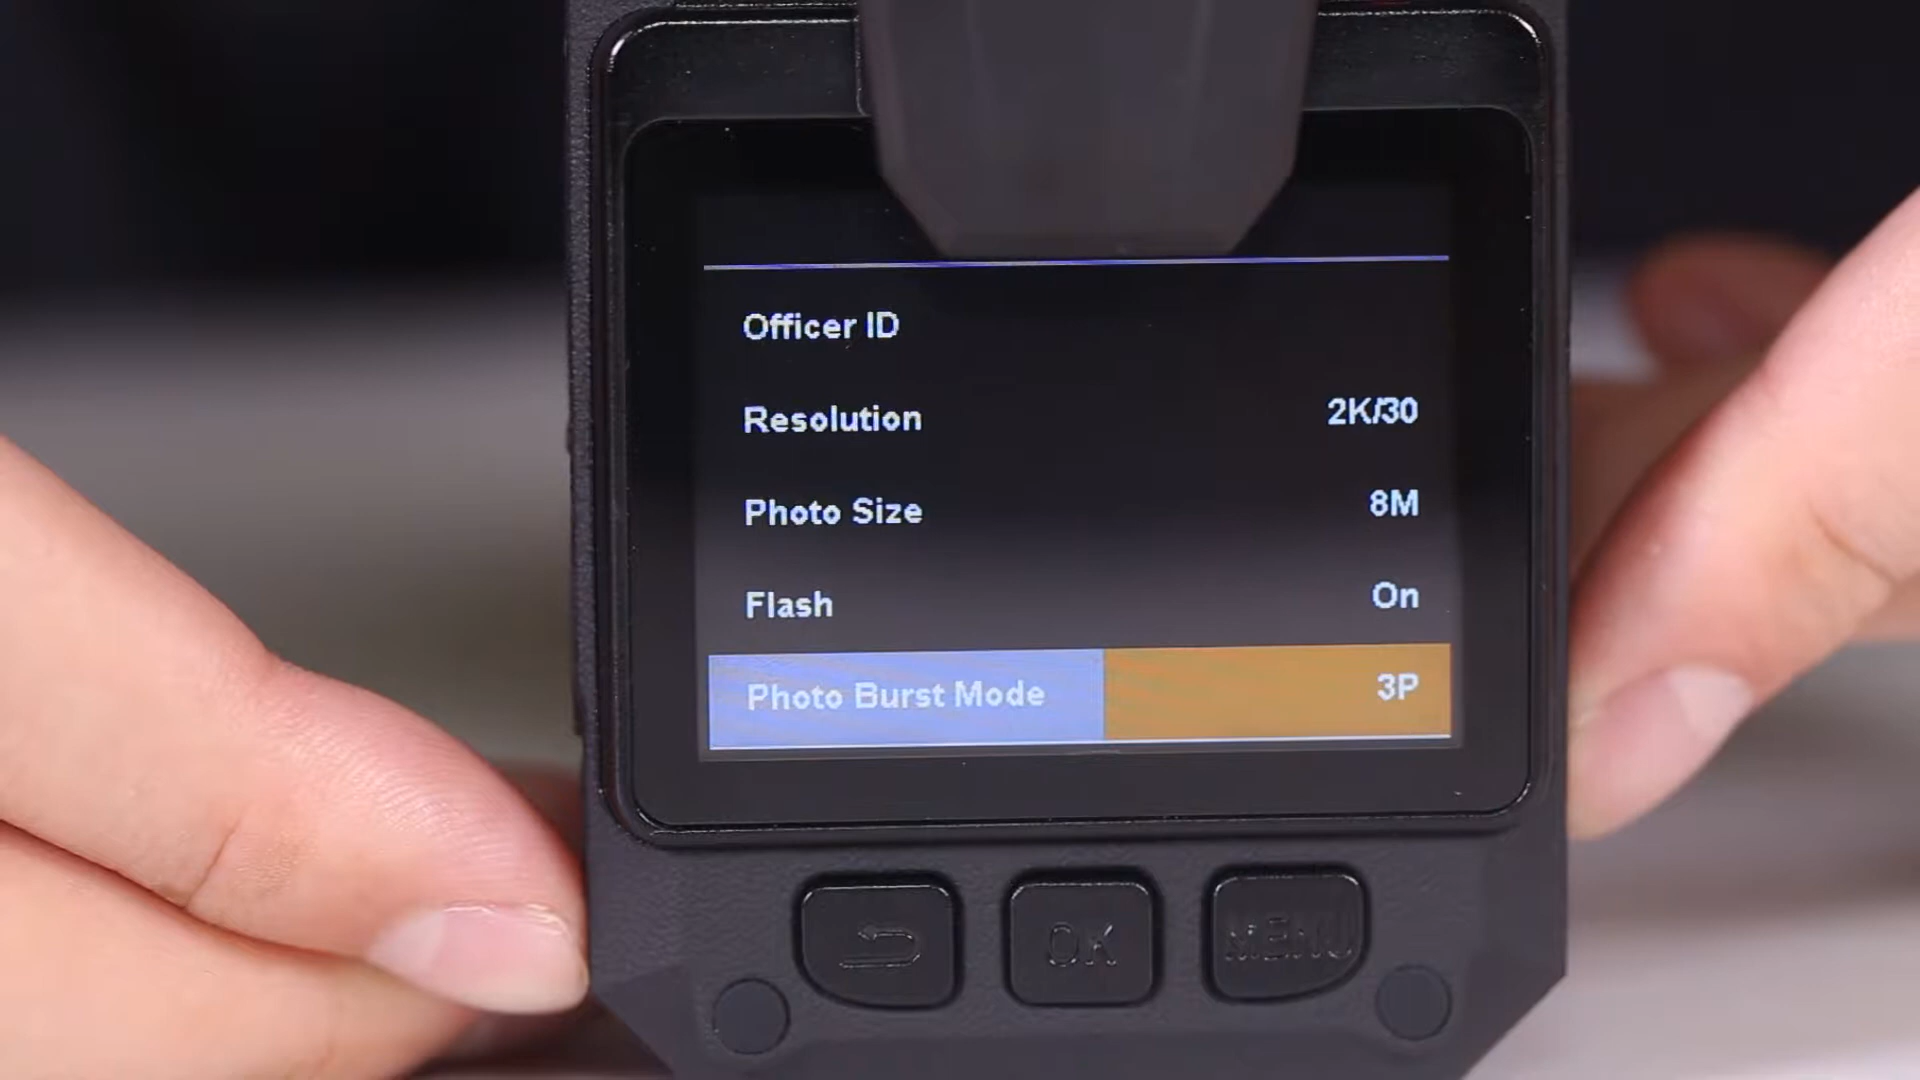 Officer ID
Resolution 2K/30
Photo Size 8M
Flash On
Photo Burst Mode 3P
OK MENU